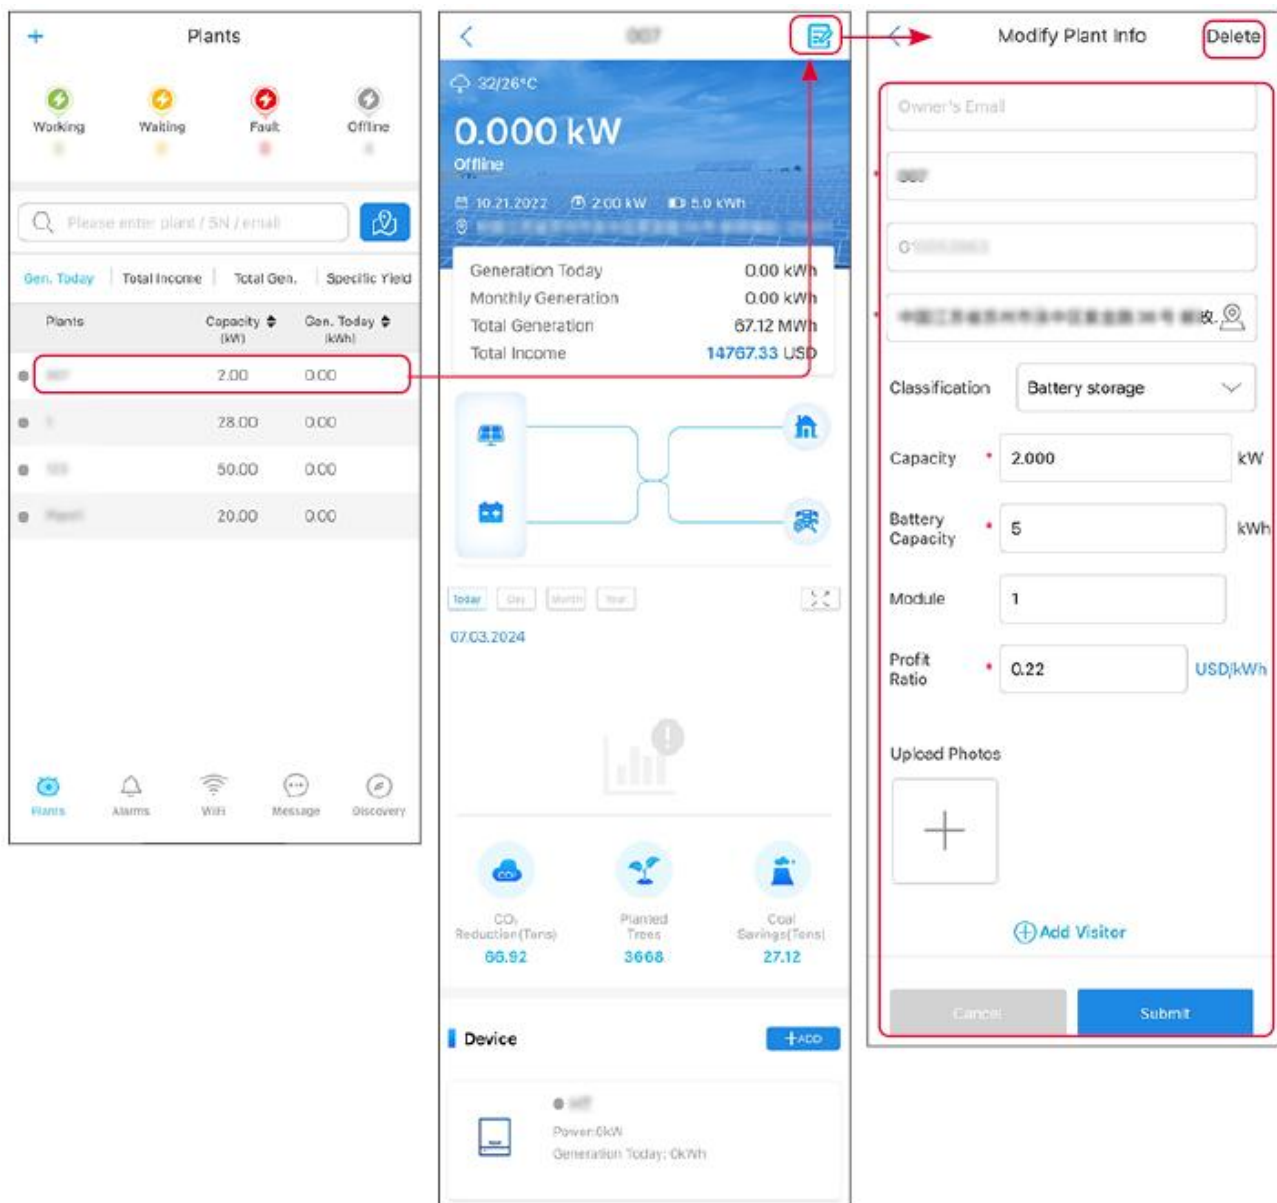 Plants
Working
Waiting
Fault
Offline
Please enter plant / SN / email
Gen. Today
Total Income
Total Gen.
Specific Yield
Plants
Capacity
(kW)
Gen. Today
(kWh)
2.00 0.00
28.00 0.00
50.00 0.00
20.00 0.00
Plants
Alarms
WiFi
Message
Discovery
007
32/26°C
0.000 kW
Offline
10.21.2022 2.00 kW 5.0 kWh
Generation Today 0.00 kWh
Monthly Generation 0.00 kWh
Total Generation 67.12 MWh
Total Income 14767.33 USD
Today Day Month Year
07.03.2024
CO₂
Reduction(Tons)
66.92
Planted
Trees
3668
Coal
Savings(Tons)
27.12
Device
+ADD
Power:0kW
Generation Today: 0kWh
Modify Plant Info
Delete
Owner's Email
007
Classification Battery storage
Capacity * 2.000 kW
Battery
Capacity * 5 kWh
Module 1
Profit
Ratio * 0.22 USD/kWh
Upload Photos
Add Visitor
Cancel
Submit